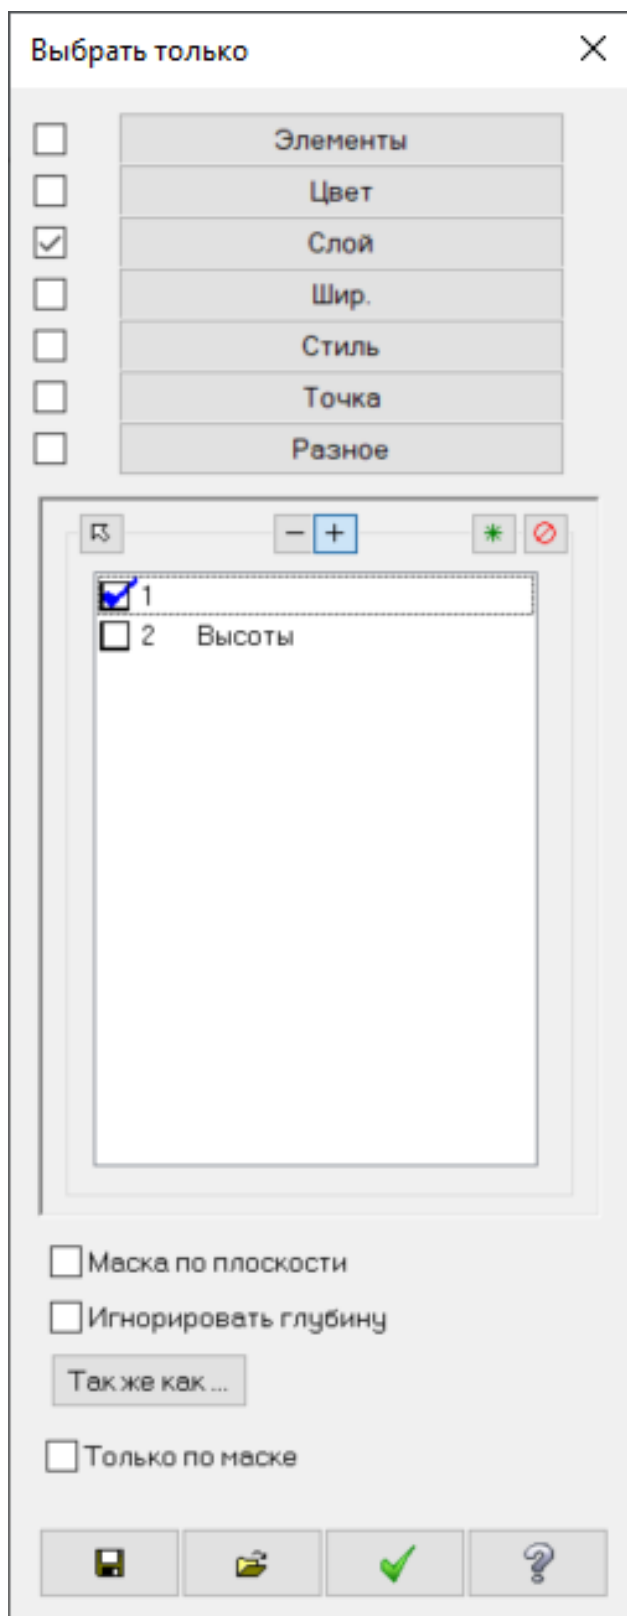 Выбрать только
Элементы
Цвет
Слой
Шир.
Стиль
Точка
Разное
1
2 Высоты
Маска по плоскости
Игнорировать глубину
Так же как ...
Только по маске